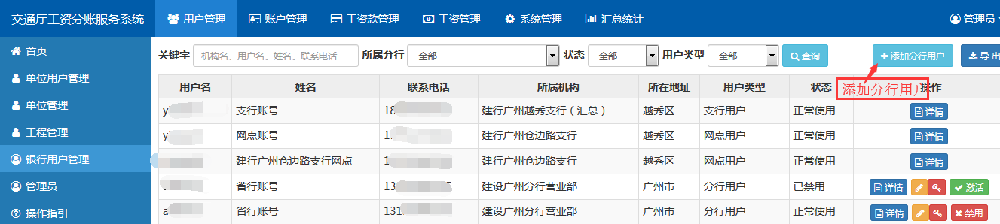 交通厅工资分账服务系统 用户管理 账户管理 工资款管理 工资管理 系统管理 汇总统计 管理员
首页
单位用户管理
单位管理
工程管理
银行用户管理
管理员
操作指引
关键字 机构名、用户名、姓名、联系电话 所属分行 全部 状态 全部 用户类型 全部 查询 添加分行用户 导出
添加分行用户
用户名 姓名 联系电话 所属机构 所在地址 用户类型 状态 操作
支行账号 18 建行广州越秀支行（汇总） 越秀区 支行用户 正常使用 详情
网点账号 建行广州仓边路支行 越秀区 网点用户 正常使用 详情
建行广州仓边路支行网点 建行广州仓边路支行 越秀区 网点用户 正常使用 详情
省行账号 13 建设广州分行营业部 广州市 分行用户 已禁用 详情 激活
a 省行账号 131 建设广州分行营业部 广州市 分行用户 正常使用 详情 禁用